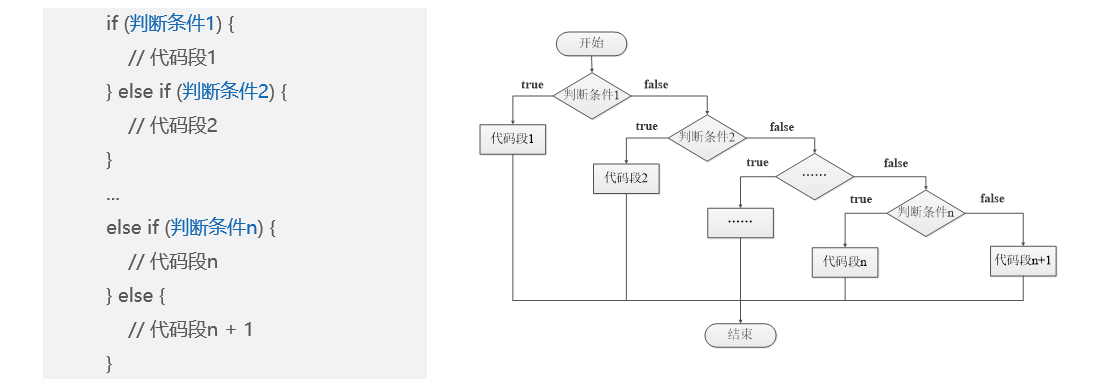 if (判断条件1) {
// 代码段1
} else if (判断条件2) {
// 代码段2
}
...
else if (判断条件n) {
// 代码段n
} else {
// 代码段n + 1
}
开始
true
false
判断条件1
代码段1
true
false
判断条件2
代码段2
true
false
······
······
true
false
判断条件n
代码段n
代码段n+1
结束